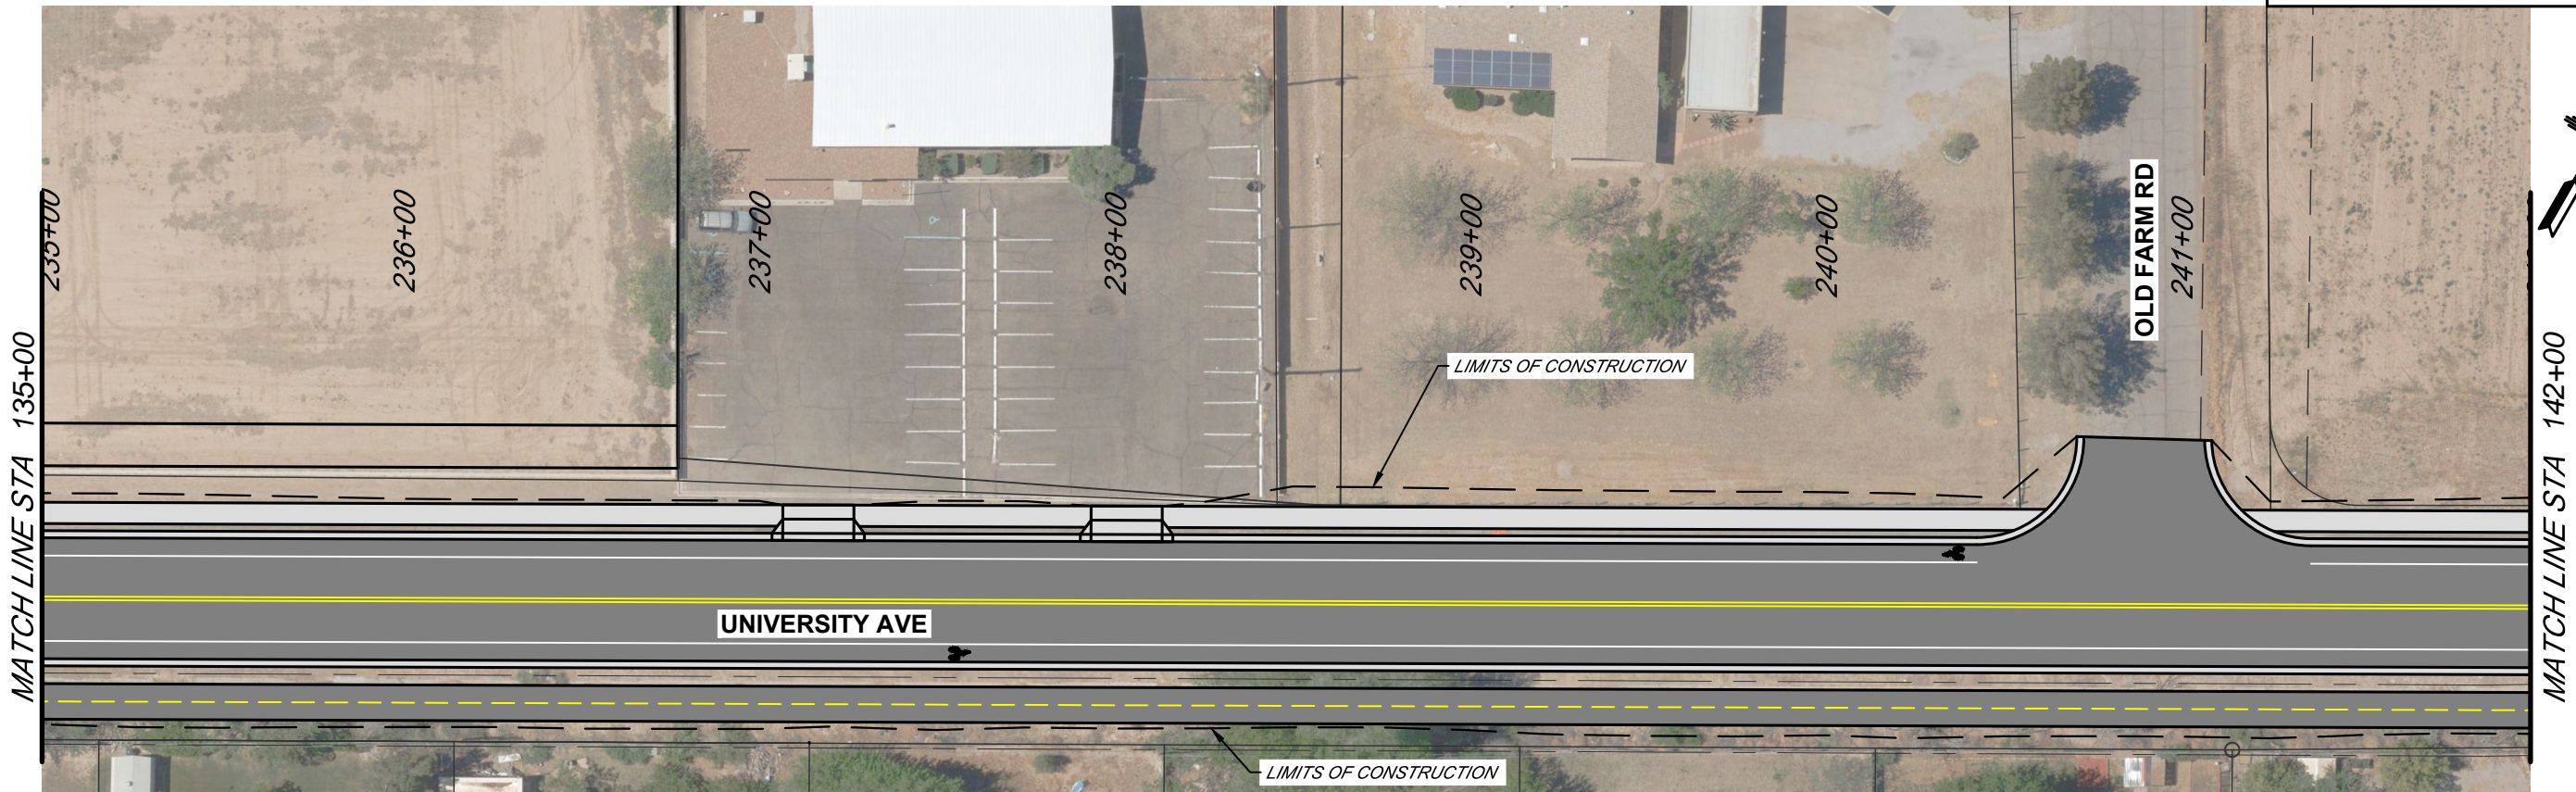 235+00
236+00
237+00
238+00
239+00
240+00
OLD FARM RD
241+00
MATCH LINE STA 135+00
LIMITS OF CONSTRUCTION
MATCH LINE STA 142+00
UNIVERSITY AVE
LIMITS OF CONSTRUCTION